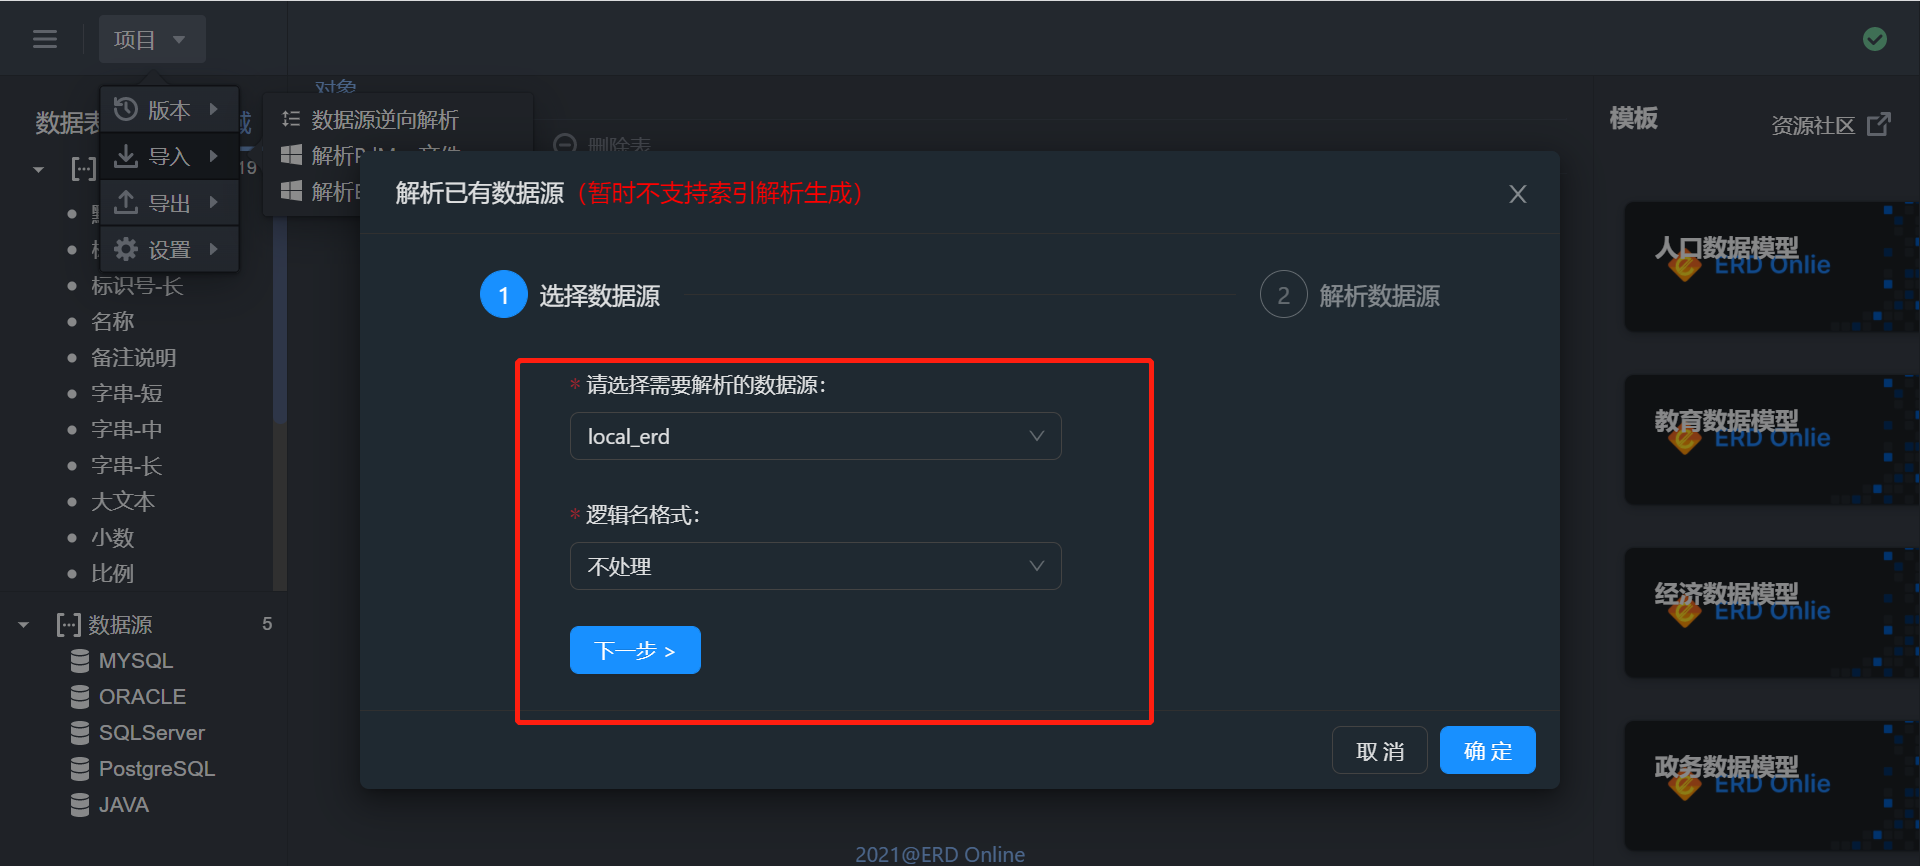 项目
对象
数据表
版本
导入
导出
设置
19
数据源逆向解析
解析
解析
删除表
标识号-长
名称
备注说明
字串-短
字串-中
字串-长
大文本
小数
比例
数据源 5
MYSQL
ORACLE
SQLServer
PostgreSQL
JAVA
解析已有数据源（暂时不支持索引解析生成）
X
1 选择数据源
2 解析数据源
* 请选择需要解析的数据源：
local_erd
* 逻辑名格式：
不处理
下一步 >
取 消
确 定
模板
资源社区
人口数据模型
ERD Onlie
教育数据模型
ERD Onlie
经济数据模型
ERD Onlie
政务数据模型
ERD Onlie
2021@ERD Online